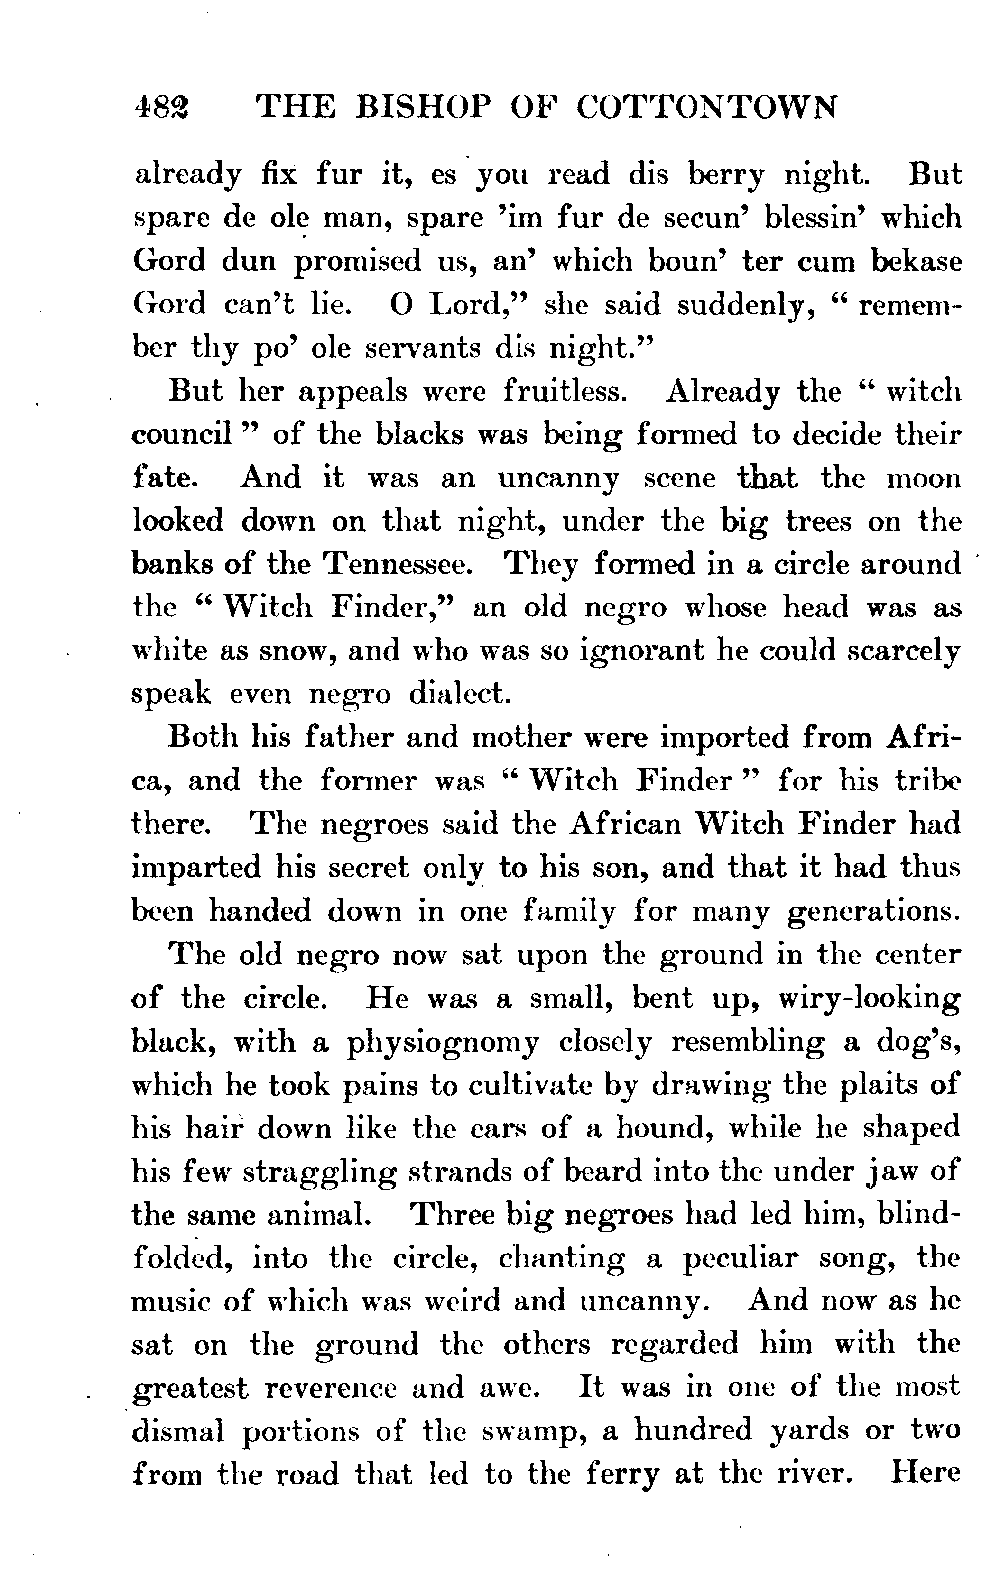 482 THE BISHOP OF COTTONTOWN
already fix fur it, es you read dis berry night. But
spare de ole man, spare 'im fur de secun' blessin' which
Gord dun promised us, an' which boun' ter cum bekase
Gord can't lie. O Lord," she said suddenly, " remem-
ber thy po' ole servants dis night."
But her appeals were fruitless. Already the " witch
council " of the blacks was being formed to decide their
fate. And it was an uncanny scene that the moon
looked down on that night, under the big trees on the
banks of the Tennessee. They formed in a circle around
the " Witch Finder," an old negro whose head was as
white as snow, and who was so ignorant he could scarcely
speak even negro dialect.
Both his father and mother were imported from Afri-
ca, and the former was " Witch Finder " for his tribe
there. The negroes said the African Witch Finder had
imparted his secret only to his son, and that it had thus
been handed down in one family for many generations.
The old negro now sat upon the ground in the center
of the circle. He was a small, bent up, wiry-looking
black, with a physiognomy closely resembling a dog's,
which he took pains to cultivate by drawing the plaits of
his hair down like the ears of a hound, while he shaped
his few straggling strands of beard into the under jaw of
the same animal. Three big negroes had led him, blind-
folded, into the circle, chanting a peculiar song, the
music of which was weird and uncanny. And now as he
sat on the ground the others regarded him with the
greatest reverence and awe. It was in one of the most
dismal portions of the swamp, a hundred yards or two
from the road that led to the ferry at the river. Here